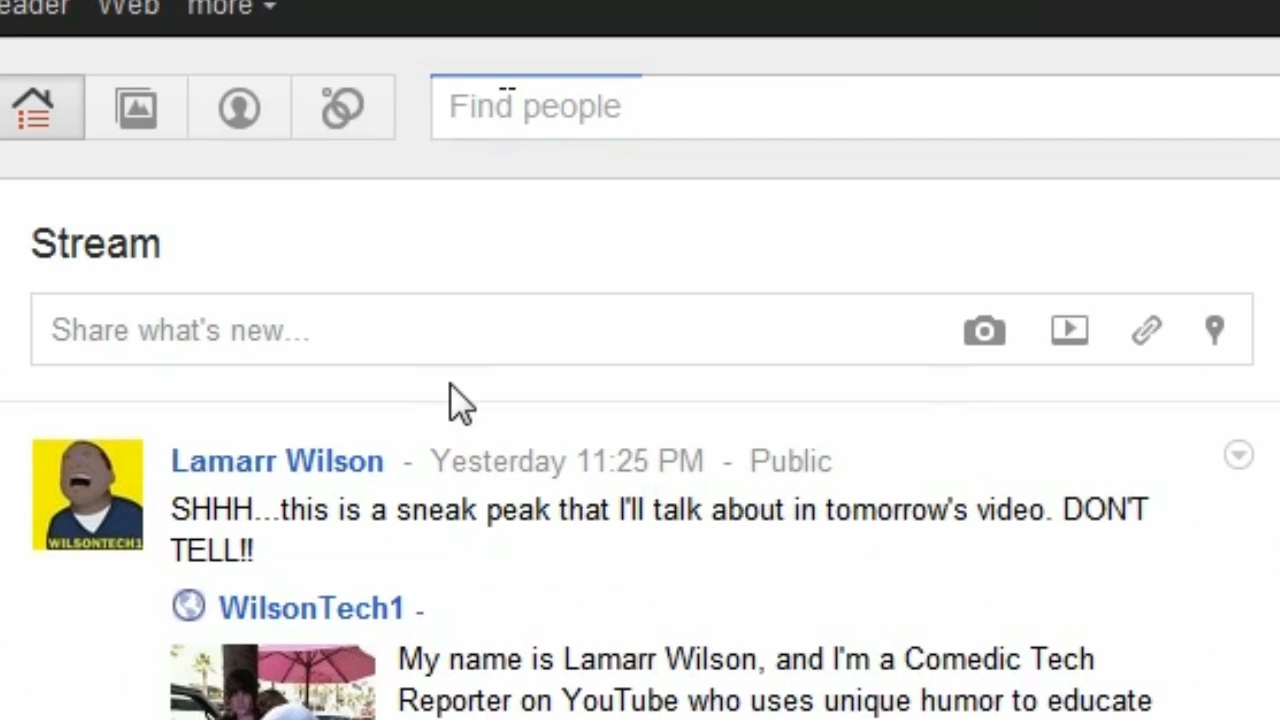 eader Web more
Find people
Stream
Share what's new...
Lamarr Wilson - Yesterday 11:25 PM - Public
SHHH...this is a sneak peak that I'll talk about in tomorrow's video. DON'T
TELL!!
WILSONTECH1
WilsonTech1 -
My name is Lamarr Wilson, and I'm a Comedic Tech
Reporter on YouTube who uses unique humor to educate